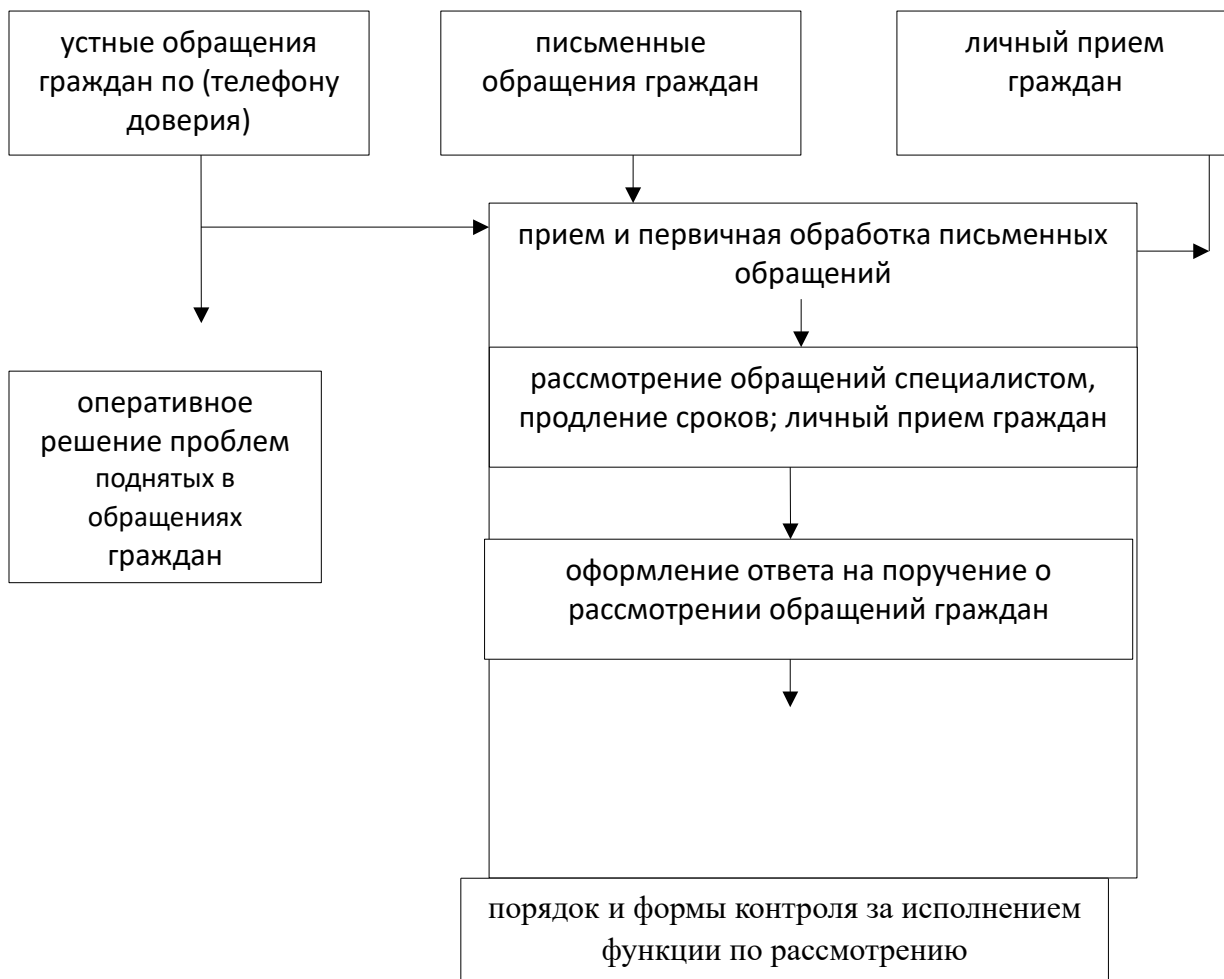 устные обращения
граждан по (телефону
доверия)
письменные
обращения граждан
личный прием
граждан
прием и первичная обработка письменных
обращений
рассмотрение обращений специалистом,
продление сроков; личный прием граждан
оперативное
решение проблем
поднятых в
обращениях
граждан
оформление ответа на поручение о
рассмотрении обращений граждан
порядок и формы контроля за исполнением
функции по рассмотрению